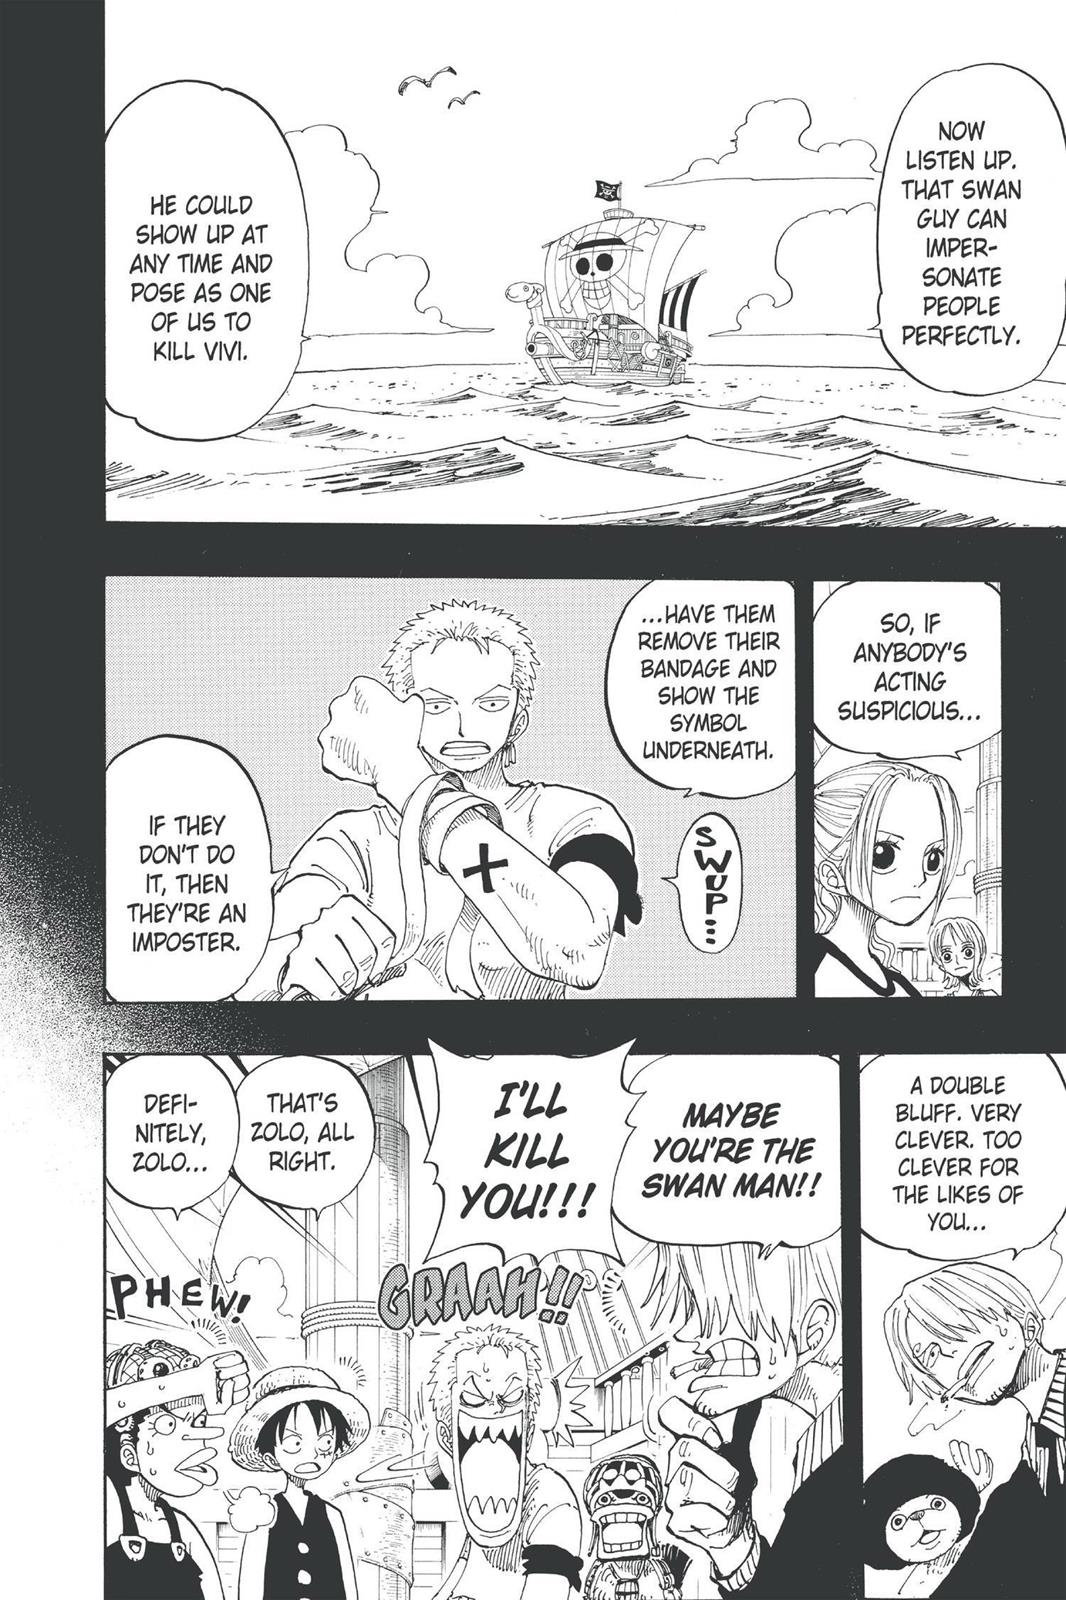 NOW
LISTEN UP.
THAT SWAN
GUY CAN
IMPER-
SONATE
PEOPLE
PERFECTLY.
HE COULD
SHOW UP AT
ANY TIME AND
POSE AS ONE
OF US TO
KILL VIVI.
SO, IF
ANYBODY'S
ACTING
SUSPICIOUS...
...HAVE THEM
REMOVE THEIR
BANDAGE AND
SHOW THE
SYMBOL
UNDERNEATH.
SWUP...
IF THEY
DON'T DO
IT, THEN
THEY'RE AN
IMPOSTER.
A DOUBLE
BLUFF. VERY
CLEVER. TOO
CLEVER FOR
THE LIKES OF
YOU...
MAYBE
YOU'RE THE
SWAN MAN!!
I'LL
KILL
YOU!!!
GRAAH!!
THAT'S
ZOLO, ALL
RIGHT.
DEFI-
NITELY,
ZOLO...
PHEW!